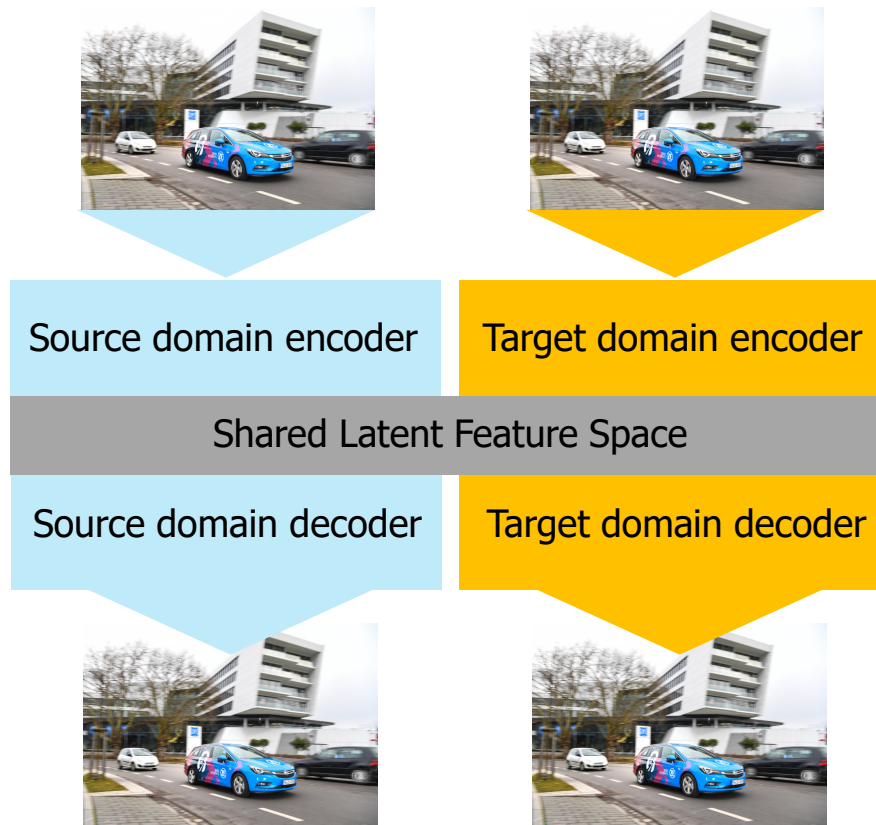 Source domain encoder
Target domain encoder
Shared Latent Feature Space
Source domain decoder
Target domain decoder